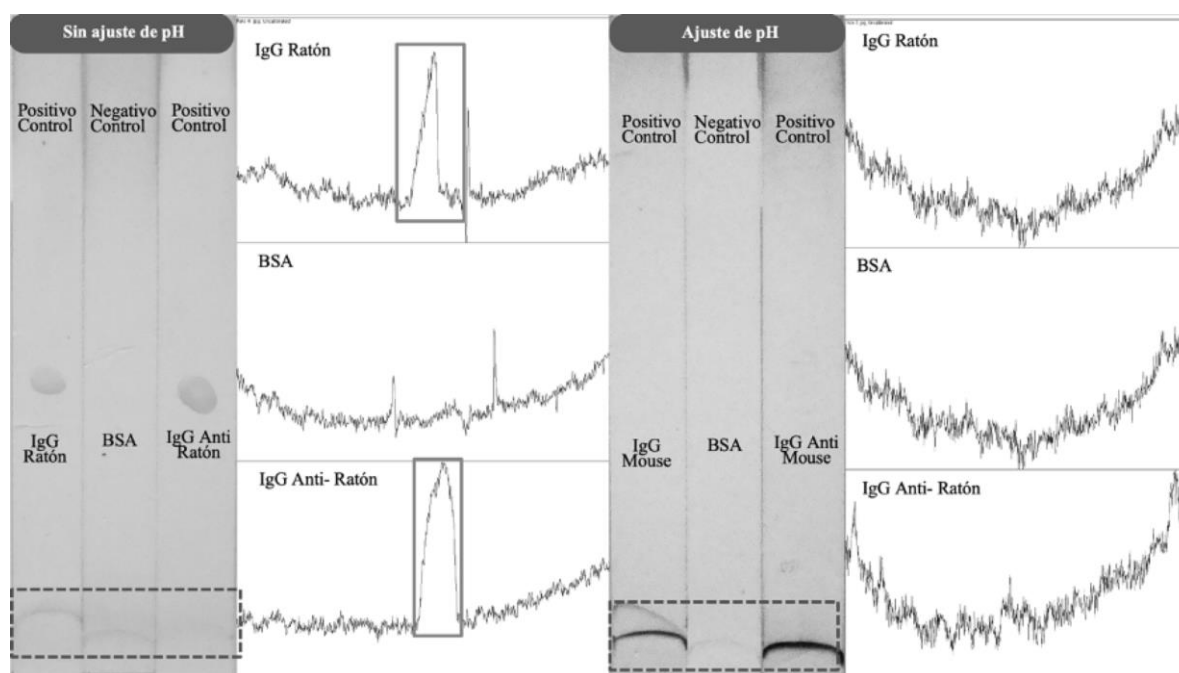 Sin ajuste de pH
Positivo
Control
Negativo
Control
Positivo
Control
IgG
Ratón
BSA
IgG Anti
Ratón
IgG Ratón
BSA
IgG Anti- Ratón
Ajuste de pH
Positivo
Control
Negativo
Control
Positivo
Control
IgG
Mouse
BSA
IgG Anti
Mouse
IgG Ratón
BSA
IgG Anti- Ratón